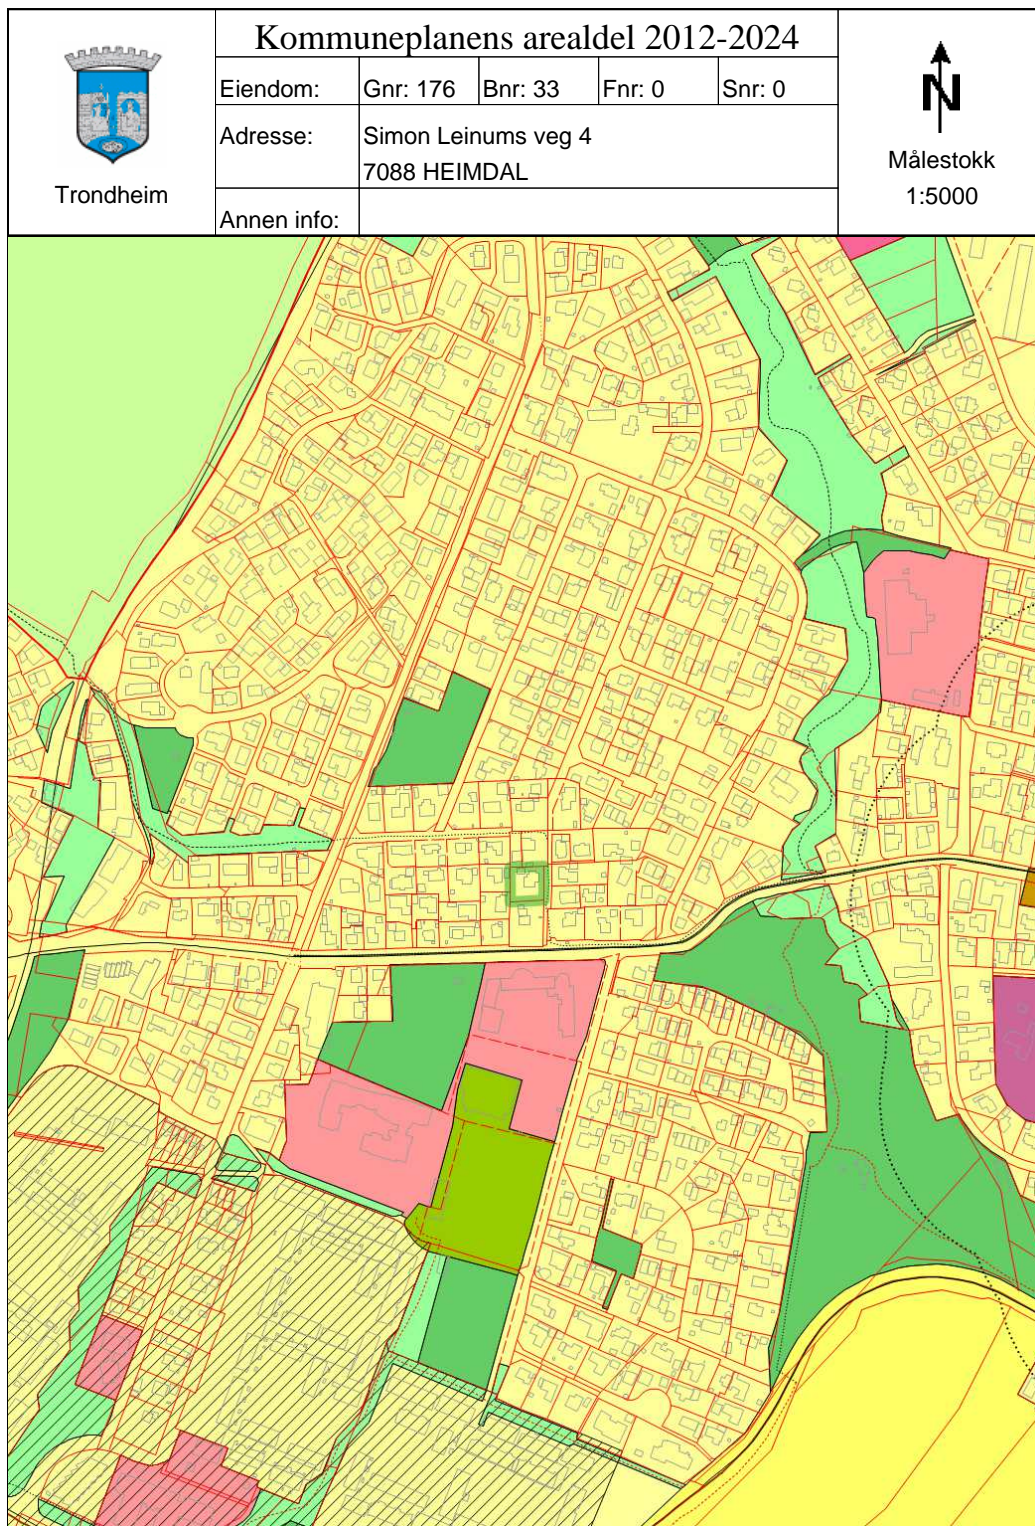 Kommuneplanens arealdel 2012-2024
Eiendom: Gnr: 176 Bnr: 33 Fnr: 0 Snr: 0
Adresse: Simon Leinums veg 4
7088 HEIMDAL
Annen info:
Trondheim
N
Målestokk
1:5000